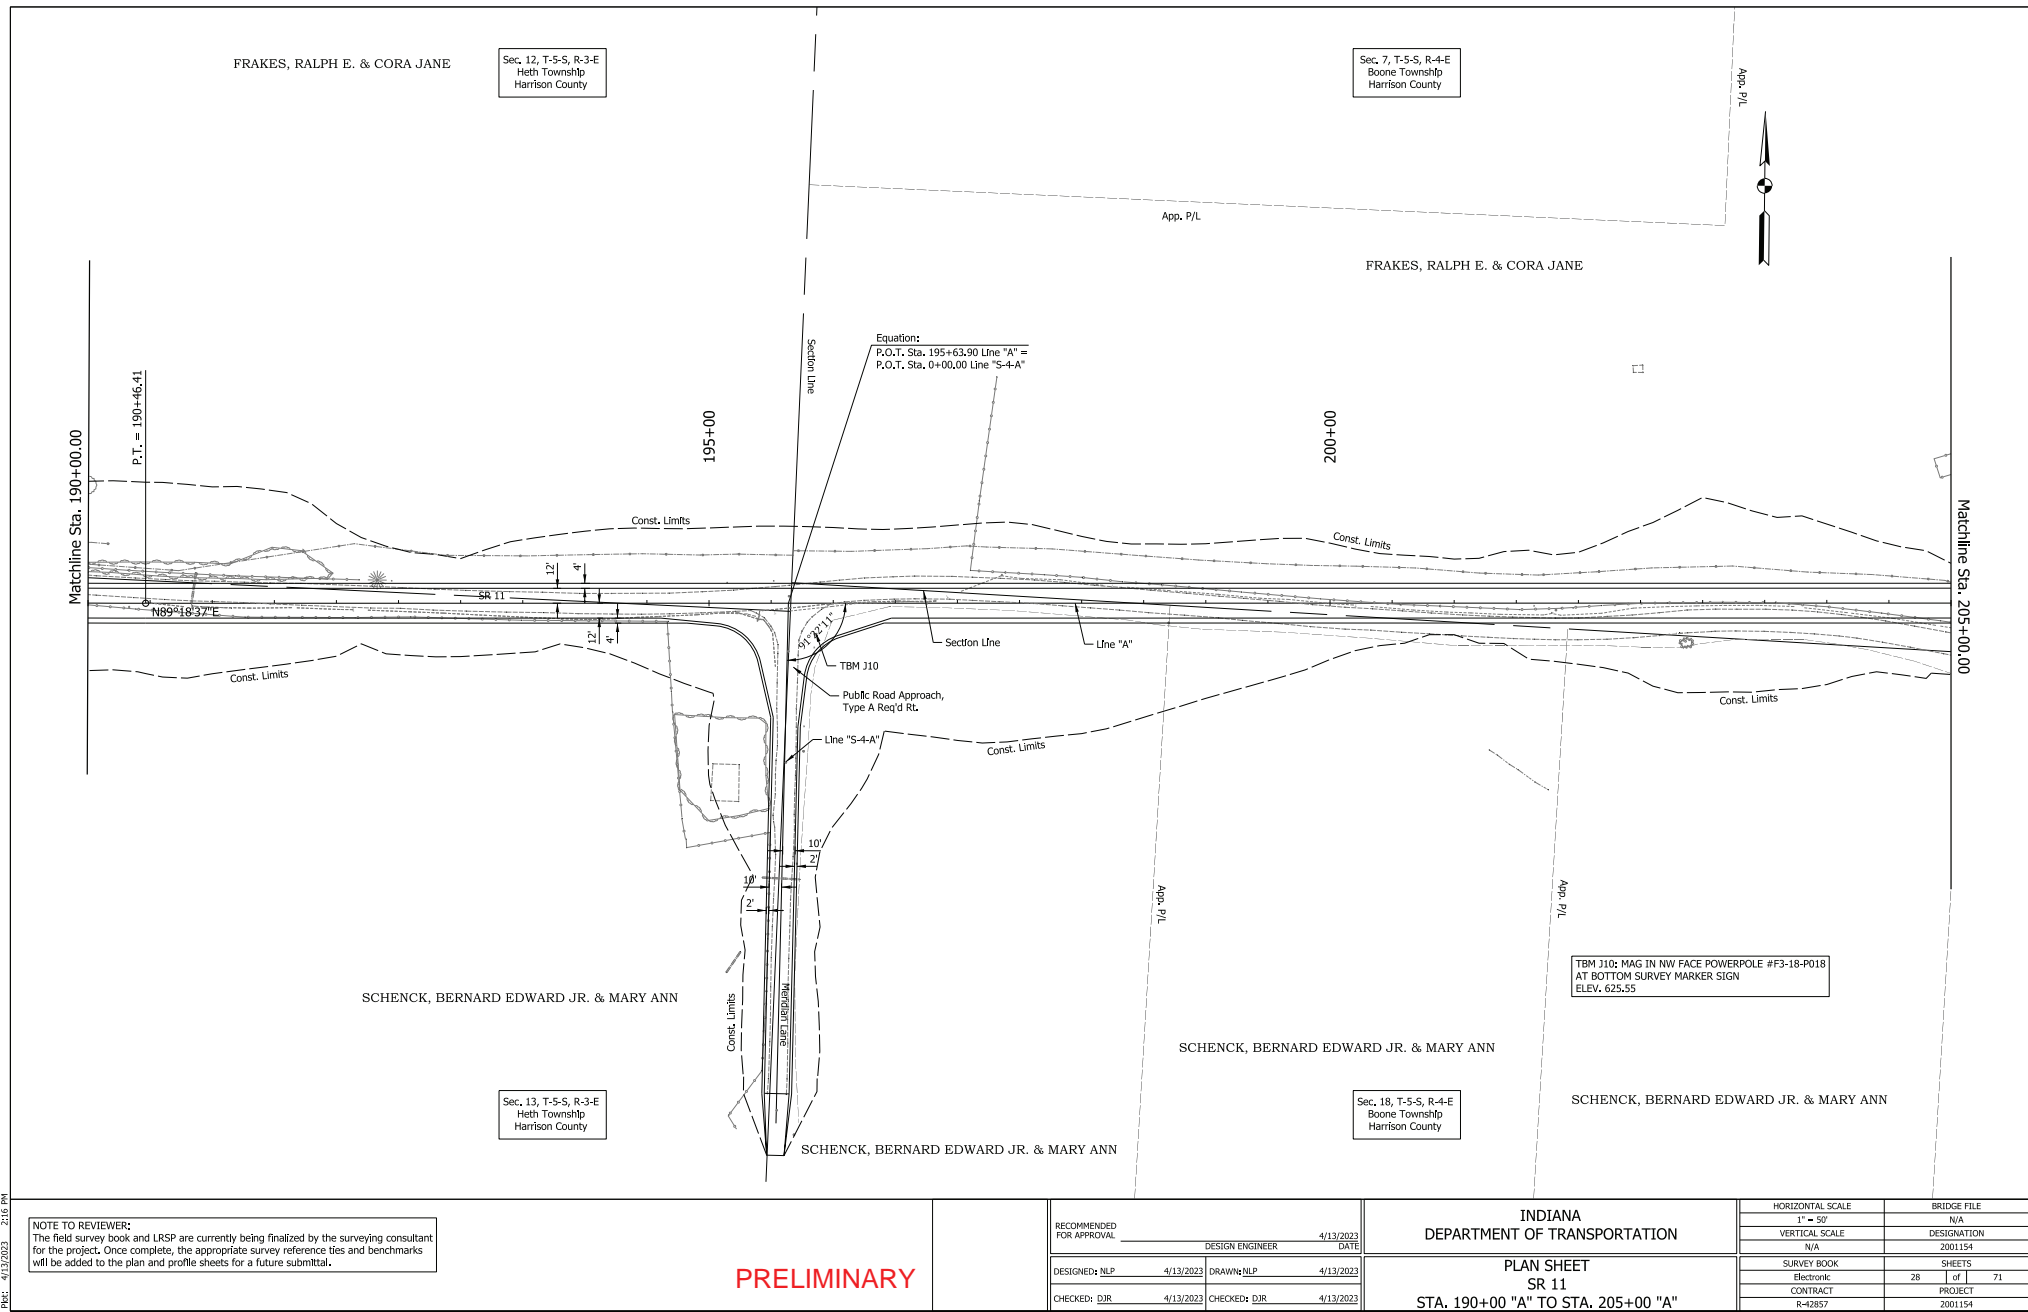 FRAKES, RALPH E. & CORA JANE
Sec. 12, T-5-S, R-3-E
Heth Township
Harrison County
Sec. 7, T-5-S, R-4-E
Boone Township
Harrison County
App. P/L
App. P/L
FRAKES, RALPH E. & CORA JANE
Section Line
Equation:
P.O.T. Sta. 195+63.90 Line "A" =
P.O.T. Sta. 0+00.00 Line "S-4-A"
Matchline Sta. 190+00.00
P.T. = 190+46.41
195+00
200+00
Matchline Sta. 205+00.00
Const. Limits
Const. Limits
12'
4'
SR 11
N89°18'37"E
12'
4'
91°22'11"
Section Line
Line "A"
TBM J10
Const. Limits
Public Road Approach,
Type A Req'd Rt.
Const. Limits
Line "S-4-A"
Const. Limits
10'
2'
10'
2'
App. P/L
App. P/L
TBM J10: MAG IN NW FACE POWERPOLE #F3-18-P018
AT BOTTOM SURVEY MARKER SIGN
ELEV. 625.55
SCHENCK, BERNARD EDWARD JR. & MARY ANN
Const. Limits
Meridian Lane
SCHENCK, BERNARD EDWARD JR. & MARY ANN
Sec. 13, T-5-S, R-3-E
Heth Township
Harrison County
Sec. 18, T-5-S, R-4-E
Boone Township
Harrison County
SCHENCK, BERNARD EDWARD JR. & MARY ANN
SCHENCK, BERNARD EDWARD JR. & MARY ANN
Plot: 4/13/2023 2:16 PM
NOTE TO REVIEWER:
The field survey book and LRSP are currently being finalized by the surveying consultant
for the project. Once complete, the appropriate survey reference ties and benchmarks
will be added to the plan and profile sheets for a future submittal.
PRELIMINARY
RECOMMENDED
FOR APPROVAL
4/13/2023
DESIGN ENGINEER DATE
DESIGNED: NLP 4/13/2023 DRAWN: NLP 4/13/2023
CHECKED: DJR 4/13/2023 CHECKED: DJR 4/13/2023
INDIANA
DEPARTMENT OF TRANSPORTATION
PLAN SHEET
SR 11
STA. 190+00 "A" TO STA. 205+00 "A"
HORIZONTAL SCALE BRIDGE FILE
1" = 50' N/A
VERTICAL SCALE DESIGNATION
N/A 2001154
SURVEY BOOK SHEETS
Electronic 28 of 71
CONTRACT PROJECT
R-42857 2001154